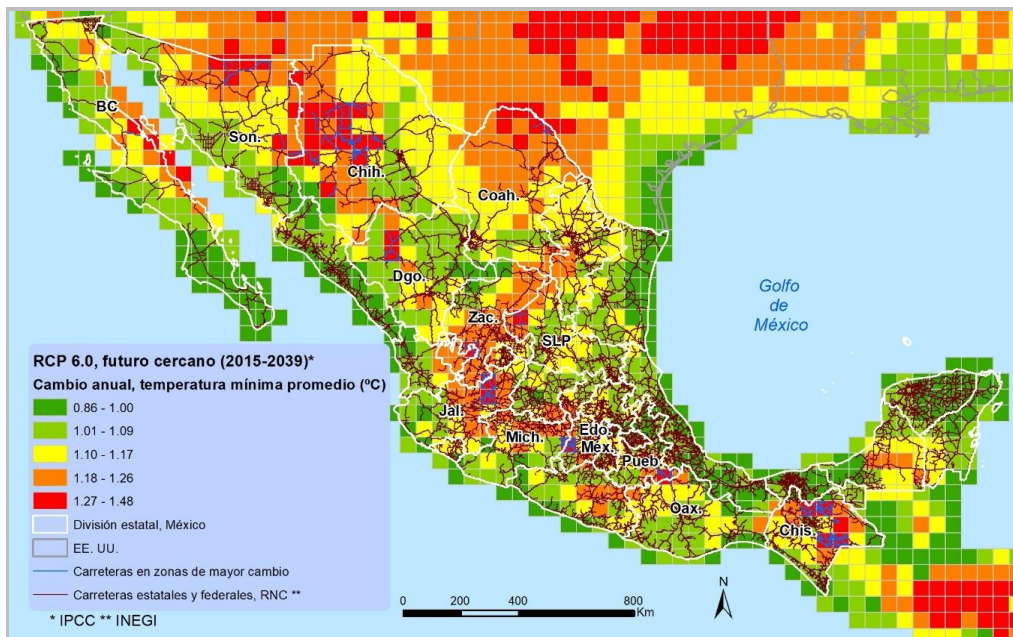 BC
Son.
Chih.
Coah.
Dgo.
Zac.
SLP
Jal.
Mich.
Edo.
Mex.
Pueb.
Oax.
Chis.
Golfo
de
México
RCP 6.0, futuro cercano (2015-2039)*
Cambio anual, temperatura mínima promedio (ºC)
0.86 - 1.00
1.01 - 1.09
1.10 - 1.17
1.18 - 1.26
1.27 - 1.48
División estatal, México
EE. UU.
Carreteras en zonas de mayor cambio
Carreteras estatales y federales, RNC **
* IPCC ** INEGI
0 200 400 800
Km
N